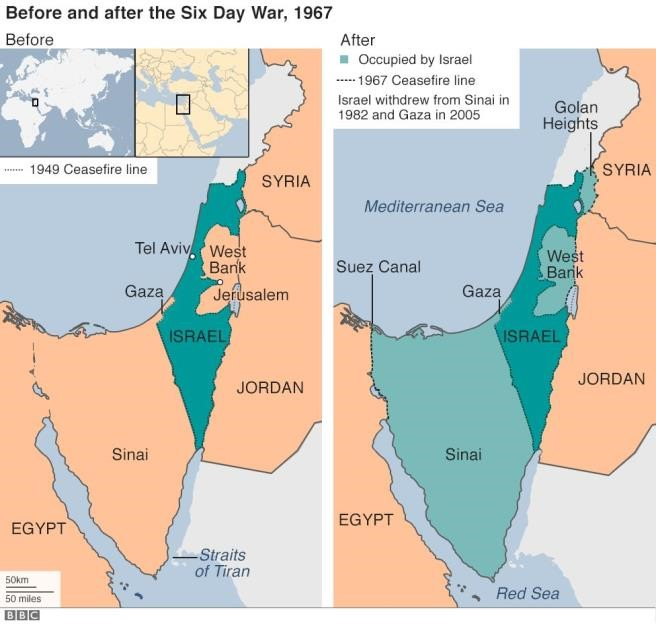 Before and after the Six Day War, 1967
Before
1949 Ceasefire line
SYRIA
Tel Aviv
West
Bank
Gaza
Jerusalem
ISRAEL
JORDAN
Sinai
EGYPT
Straits
of Tiran
50km
50 miles
After
Occupied by Israel
1967 Ceasefire line
Israel withdrew from Sinai in
1982 and Gaza in 2005
Golan
Heights
SYRIA
Mediterranean Sea
West
Bank
Suez Canal
Gaza
ISRAEL
JORDAN
Sinai
EGYPT
Red Sea
BBC